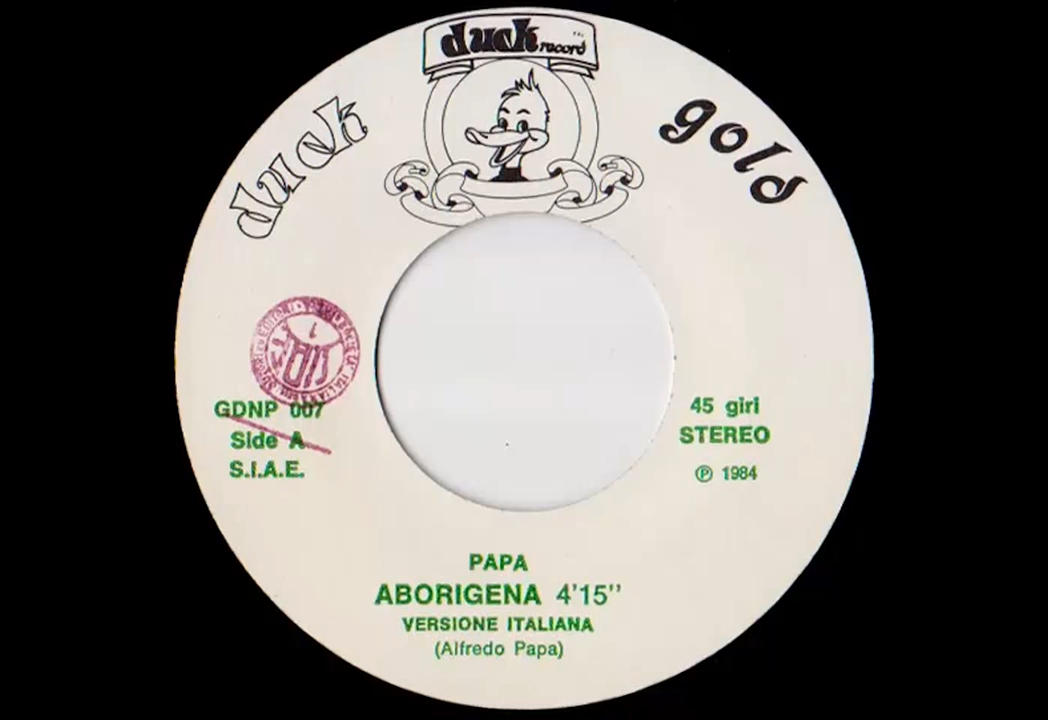 duck record
duck gold
GDNP 007
Side A
S.I.A.E.
45 giri
STEREO
℗ 1984
PAPA
ABORIGENA 4'15"
VERSIONE ITALIANA
(Alfredo Papa)